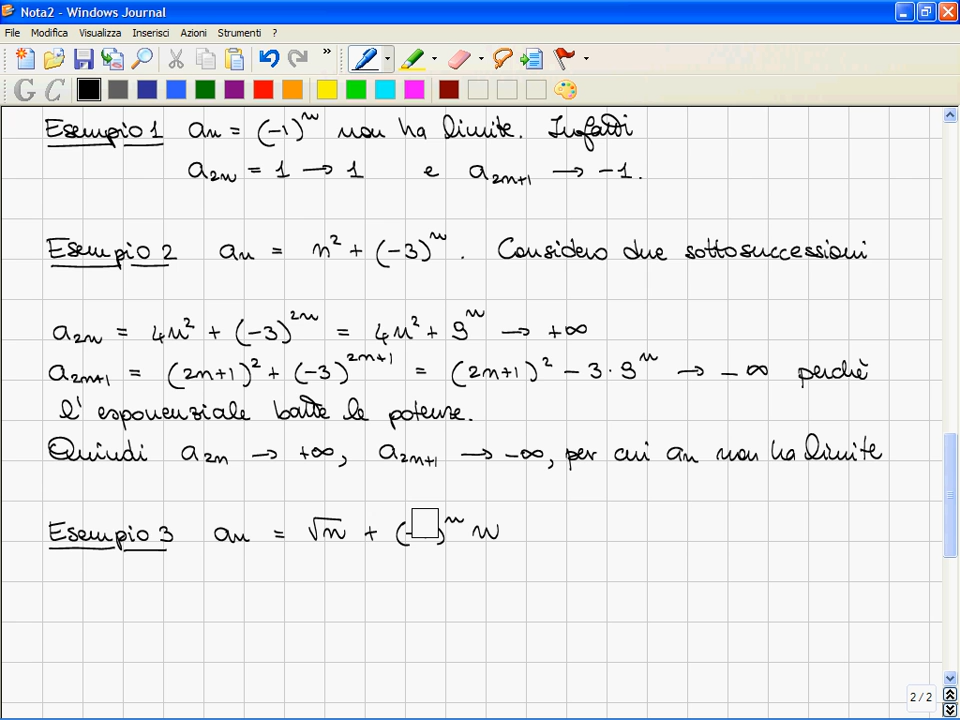 Nota2 - Windows Journal
File Modifica Visualizza Inserisci Azioni Strumenti ?
G C
Esempio 1 an = (-1)^n non ha limite. Infatti
a2n = 1 → 1 e a2n+1 → -1.
Esempio 2 an = n² + (-3)^n. Considero due sottosuccessioni
a2n = 4n² + (-3)^2n = 4n² + 9^n → +∞
a2n+1 = (2n+1)² + (-3)^2n+1 = (2n+1)² - 3·9^n → -∞ perchè
l'esponenziale batte le potenze.
Quindi a2n → +∞, a2n+1 → -∞, per cui an non ha limite
Esempio 3 an = √n + (- )^n n
2 / 2